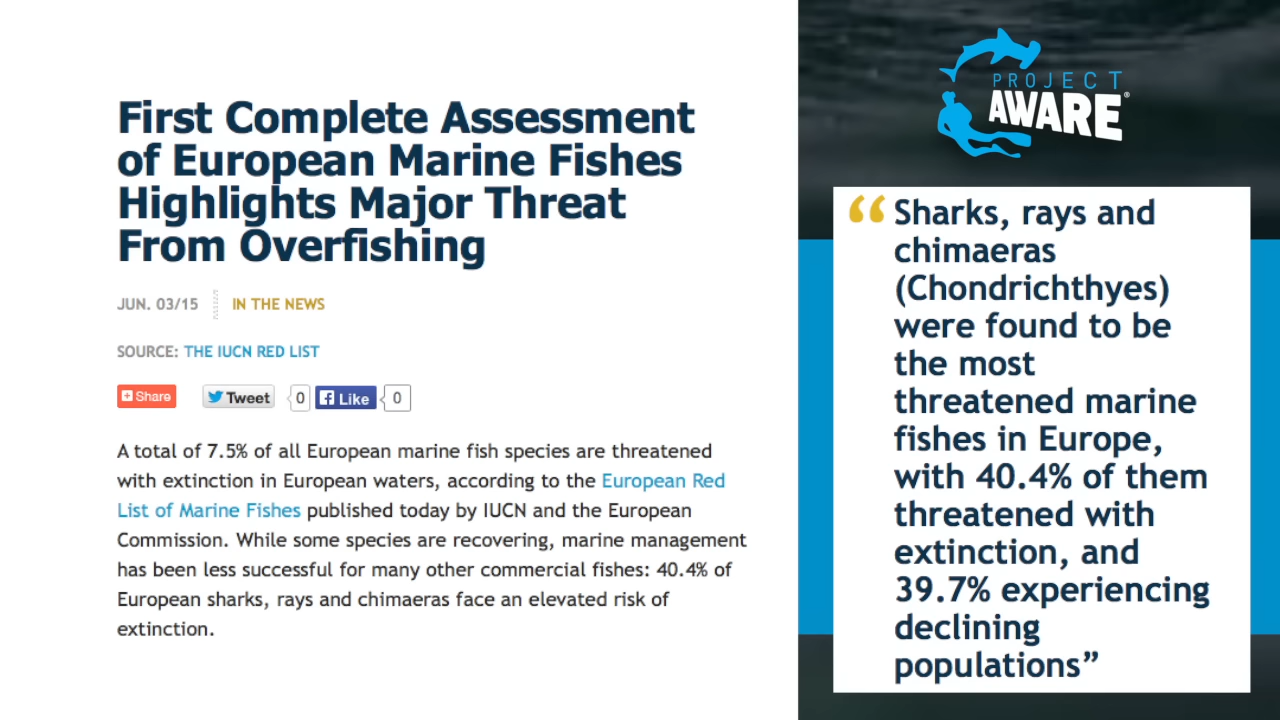 First Complete Assessment
of European Marine Fishes
Highlights Major Threat
From Overfishing
JUN. 03/15 IN THE NEWS
SOURCE: THE IUCN RED LIST
Share Tweet 0 Like 0
A total of 7.5% of all European marine fish species are threatened
with extinction in European waters, according to the European Red
List of Marine Fishes published today by IUCN and the European
Commission. While some species are recovering, marine management
has been less successful for many other commercial fishes: 40.4% of
European sharks, rays and chimaeras face an elevated risk of
extinction.
PROJECT
AWARE®
“Sharks, rays and
chimaeras
(Chondrichthyes)
were found to be
the most
threatened marine
fishes in Europe,
with 40.4% of them
threatened with
extinction, and
39.7% experiencing
declining
populations”